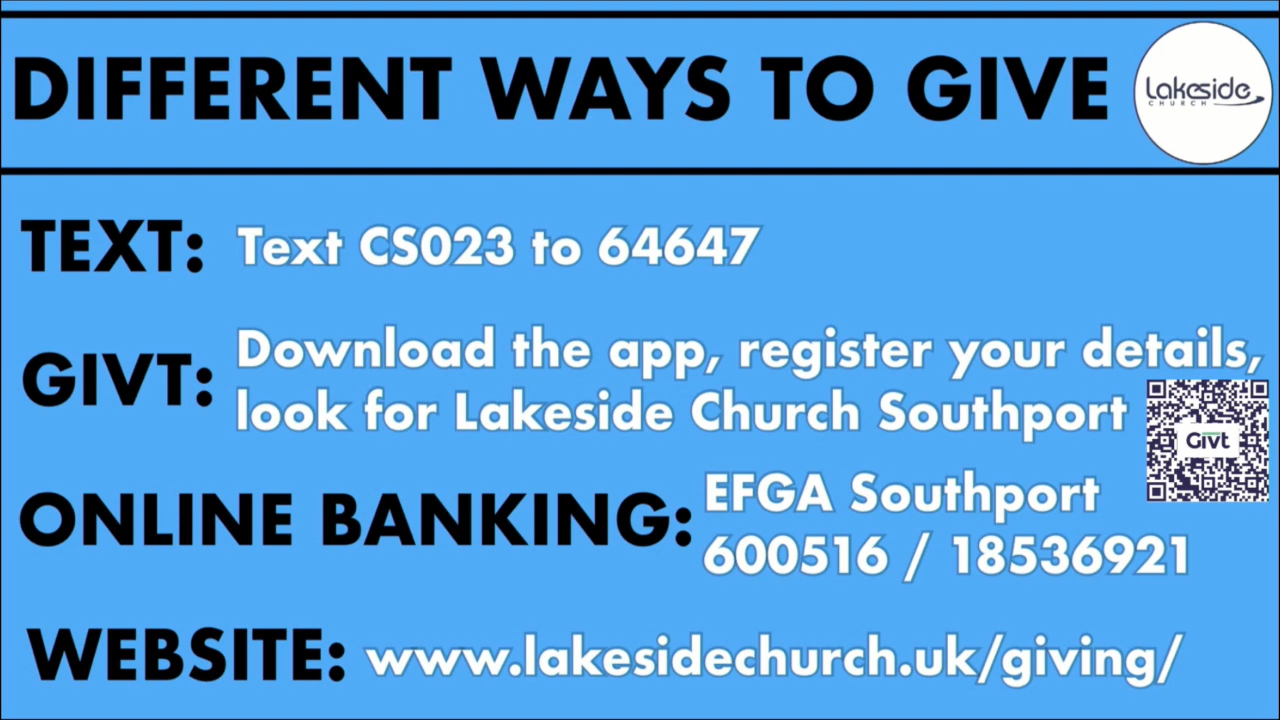 DIFFERENT WAYS TO GIVE
Lakeside
CHURCH
TEXT: Text CS023 to 64647
GIVT: Download the app, register your details,
look for Lakeside Church Southport
Givt
ONLINE BANKING: EFGA Southport
600516 / 18536921
WEBSITE: www.lakesidechurch.uk/giving/